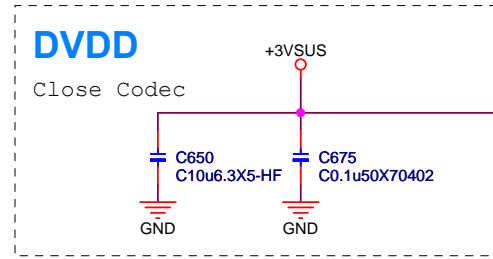 DVDD
+3VSUS
Close Codec
C650
C10u6.3X5-HF
C675
C0.1u50X70402
GND
GND